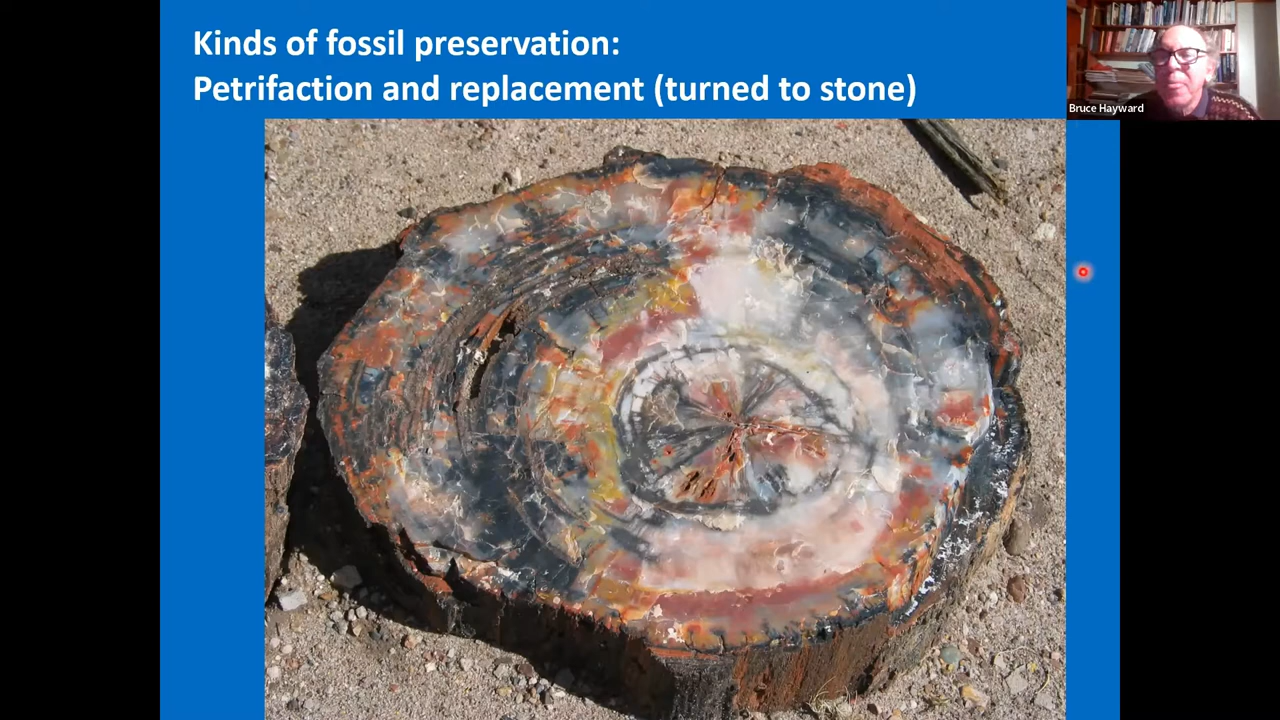 Kinds of fossil preservation:
Petrifaction and replacement (turned to stone)
Bruce Hayward